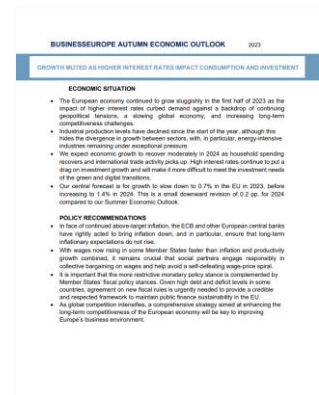 BUSINESSEUROPE AUTUMN ECONOMIC OUTLOOK 2023
GROWTH MUTED AS HIGHER INTEREST RATES IMPACT CONSUMPTION AND INVESTMENT
ECONOMIC SITUATION
• The European economy continued to grow sluggishly in the first half of 2023 as the
impact of higher interest rates curbed demand against a backdrop of continuing
geopolitical tensions, a slowing global economy, and increasing long-term
competitiveness challenges.
• Industrial production levels have declined since the start of the year, although this
hides the divergence in growth between sectors, with, in particular, energy-intensive
industries remaining under exceptional pressure.
• We expect economic growth to recover moderately in 2024 as household spending
recovers and international trade activity picks up. High interest rates continue to put a
drag on investment growth and will make it more difficult to meet the investment needs
of the green and digital transitions.
• Our central forecast is for growth to slow down to 0.7% in the EU in 2023, before
increasing to 1.4% in 2024. This is a small downward revision of 0.2 pp. for 2024
compared to our Summer Economic Outlook.
POLICY RECOMMENDATIONS
• In face of continued above-target inflation, the ECB and other European central banks
have rightly acted to bring inflation down, and in particular, ensure that long-term
inflationary expectations do not rise.
• With wages now rising in some Member States faster than inflation and productivity
growth combined, it remains crucial that social partners engage responsibly in
collective bargaining on wages and help avoid a self-defeating wage-price spiral.
• It is important that the more restrictive monetary policy stance is complemented by
Member States' fiscal policy stances. Given high debt and deficit levels in some
countries, agreement on new fiscal rules is urgently needed to provide a credible
and respected framework to maintain public finance sustainability in the EU.
• As global competition intensifies, a comprehensive strategy aimed at enhancing the
long-term competitiveness of the European economy will be key to improving
Europe's business environment.